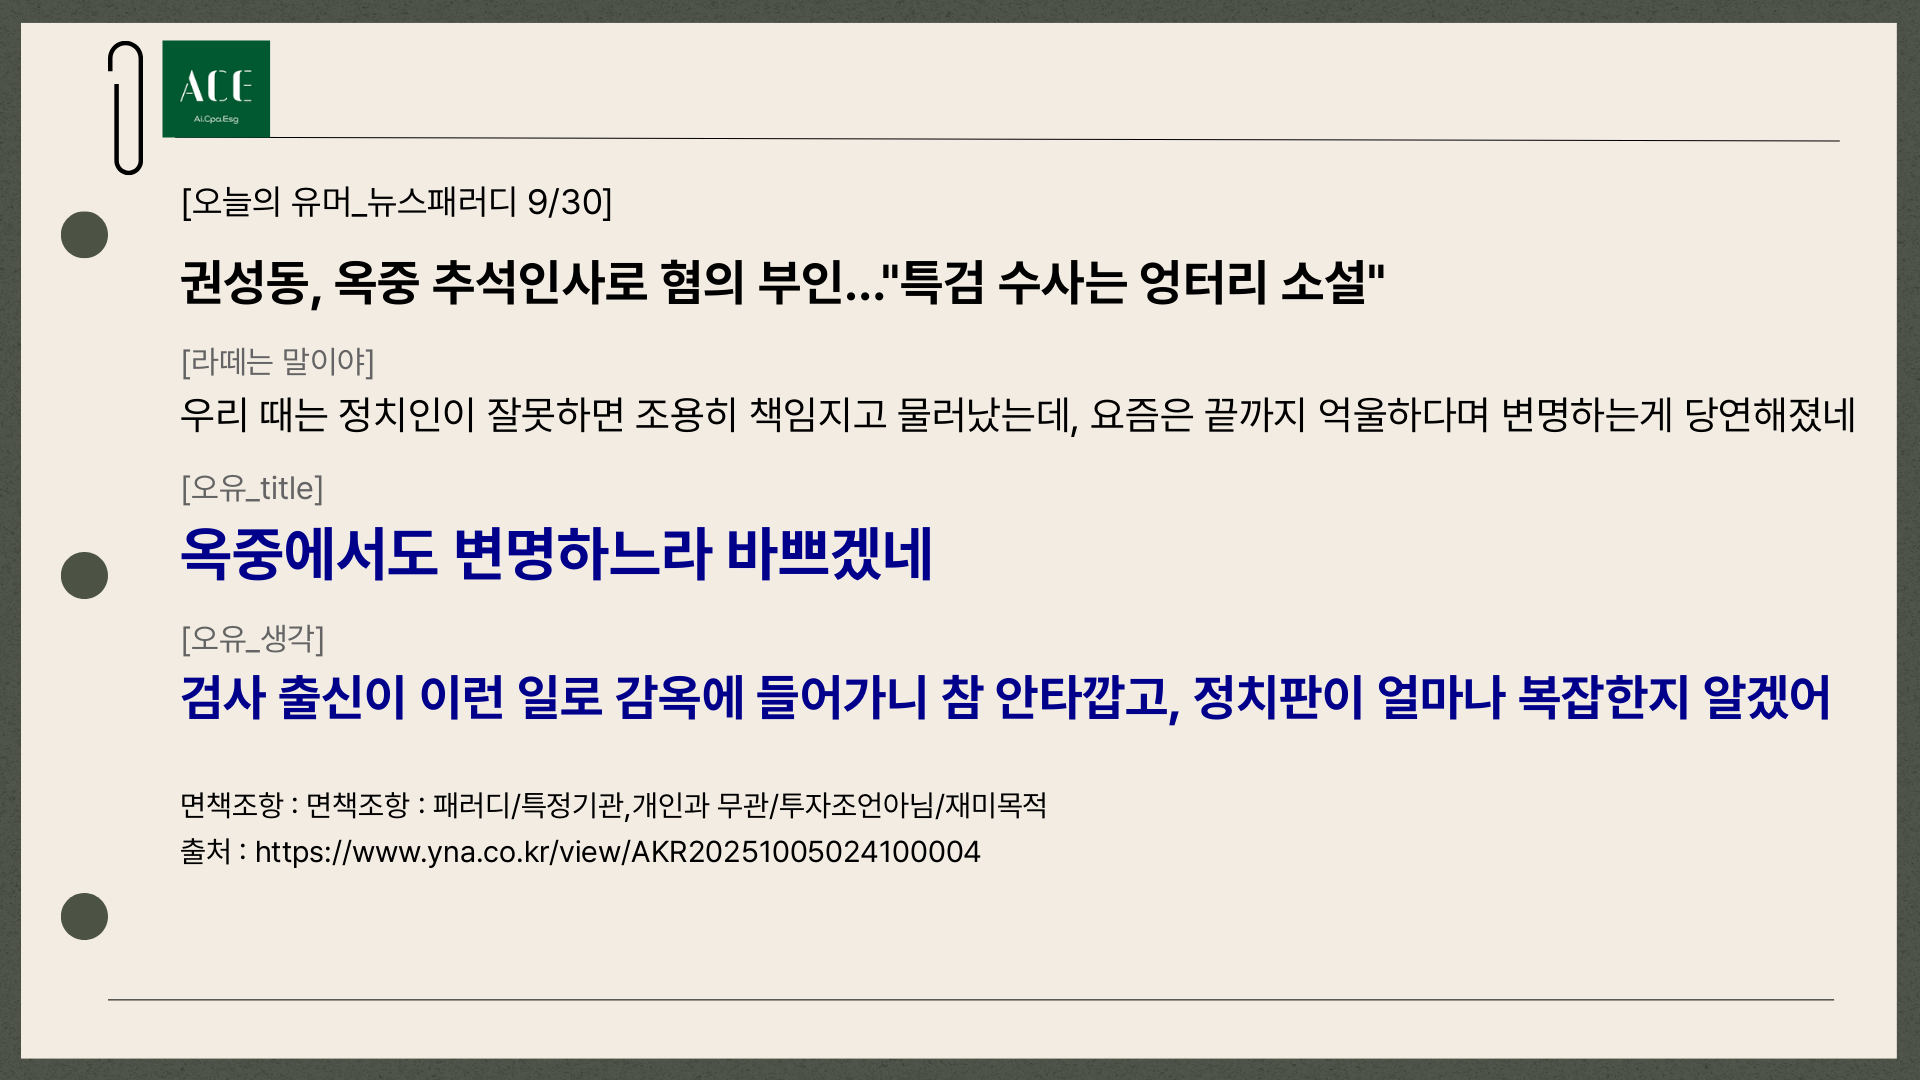 ACE
Ai.Cpa.Esg
[오늘의 유머_뉴스패러디 9/30]
권성동, 옥중 추석인사로 혐의 부인..."특검 수사는 엉터리 소설"
[라떼는 말이야]
우리 때는 정치인이 잘못하면 조용히 책임지고 물러났는데, 요즘은 끝까지 억울하다며 변명하는게 당연해졌네
[오유_title]
옥중에서도 변명하느라 바쁘겠네
[오유_생각]
검사 출신이 이런 일로 감옥에 들어가니 참 안타깝고, 정치판이 얼마나 복잡한지 알겠어
면책조항 : 면책조항 : 패러디/특정기관,개인과 무관/투자조언아님/재미목적
출처 : https://www.yna.co.kr/view/AKR20251005024100004